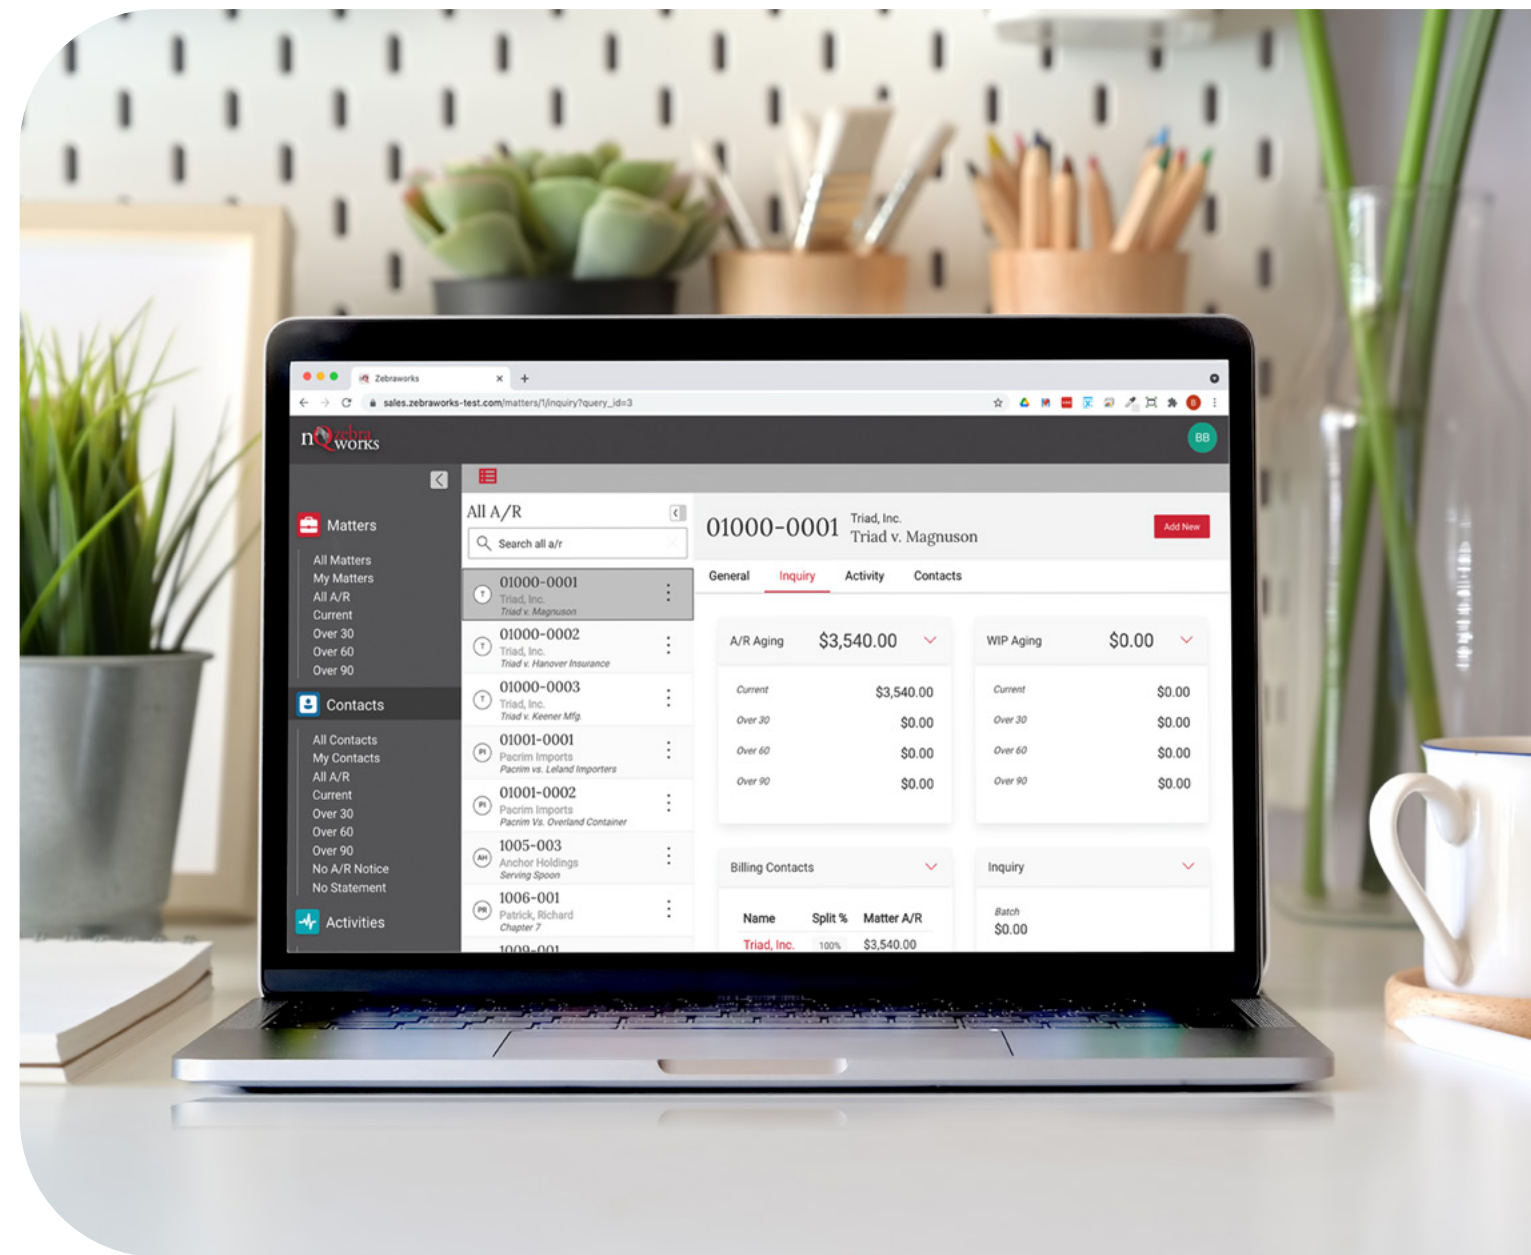 Zebraworks
sales.zebraworks-test.com/matters/1/inquiry?query_id=3
nQ zebra
works
BB
Matters
All Matters
My Matters
All A/R
Current
Over 30
Over 60
Over 90
Contacts
All Contacts
My Contacts
All A/R
Current
Over 30
Over 60
Over 90
No A/R Notice
No Statement
Activities
All A/R
Search all a/r
T
01000-0001
Triad, Inc.
Triad v. Magnuson
T
01000-0002
Triad, Inc.
Triad v. Hanover Insurance
T
01000-0003
Triad, Inc.
Triad v. Keener Mfg.
PI
01001-0001
Pacrim Imports
Pacrim vs. Leland Importers
PI
01001-0002
Pacrim Imports
Pacrim Vs. Overland Container
AH
1005-003
Anchor Holdings
Serving Spoon
PR
1006-001
Patrick, Richard
Chapter 7
1009-001
01000-0001
Triad, Inc.
Triad v. Magnuson
Add New
General Inquiry Activity Contacts
A/R Aging $3,540.00
Current $3,540.00
Over 30 $0.00
Over 60 $0.00
Over 90 $0.00
WIP Aging $0.00
Current $0.00
Over 30 $0.00
Over 60 $0.00
Over 90 $0.00
Billing Contacts
Name Split % Matter A/R
Triad, Inc. 100% $3,540.00
Inquiry
Batch
$0.00